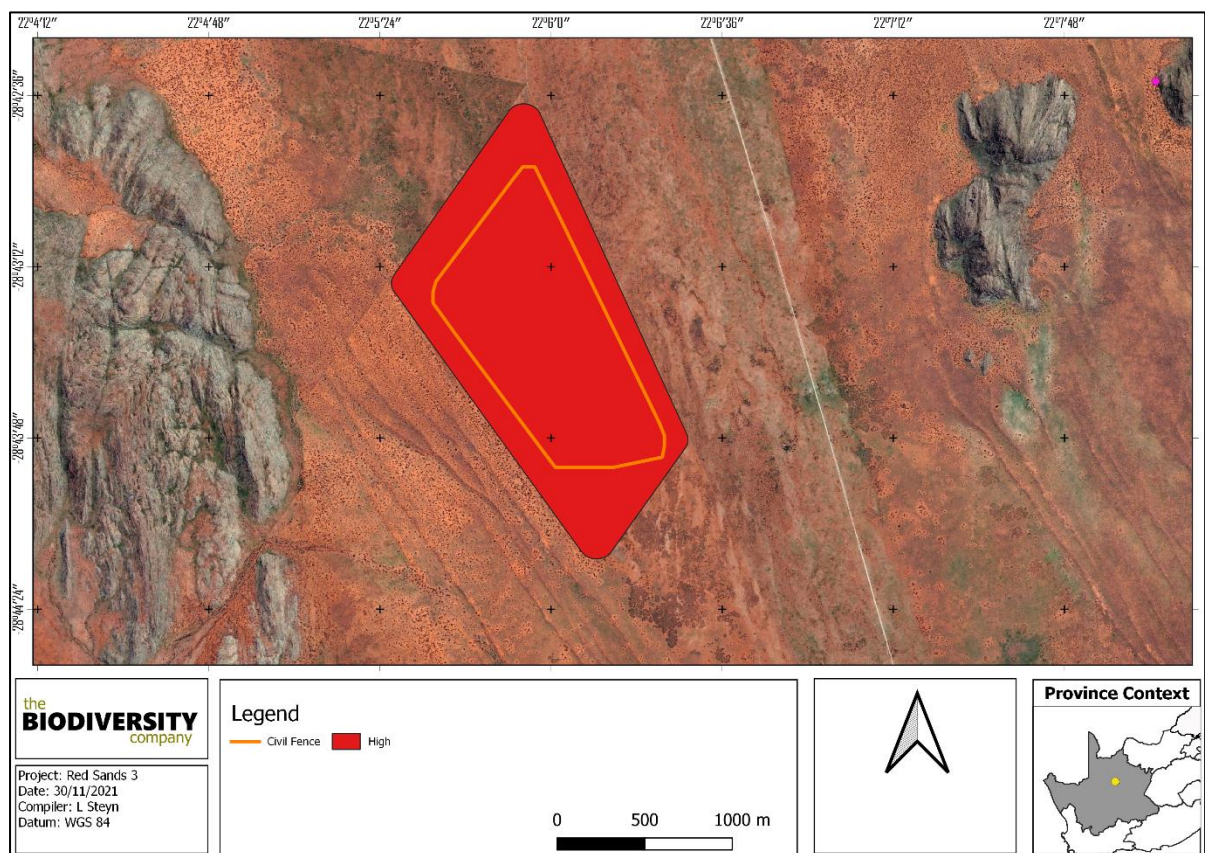 22°4'12" 22°4'48" 22°5'24" 22°6'0" 22°6'36" 22°7'12" 22°7'48"
-28°42'36"
-28°43'12"
-28°43'48"
-28°44'24"
the
BIODIVERSITY
company
Project: Red Sands 3
Date: 30/11/2021
Compiler: L Steyn
Datum: WGS 84
Legend
Civil Fence High
0 500 1000 m
Province Context